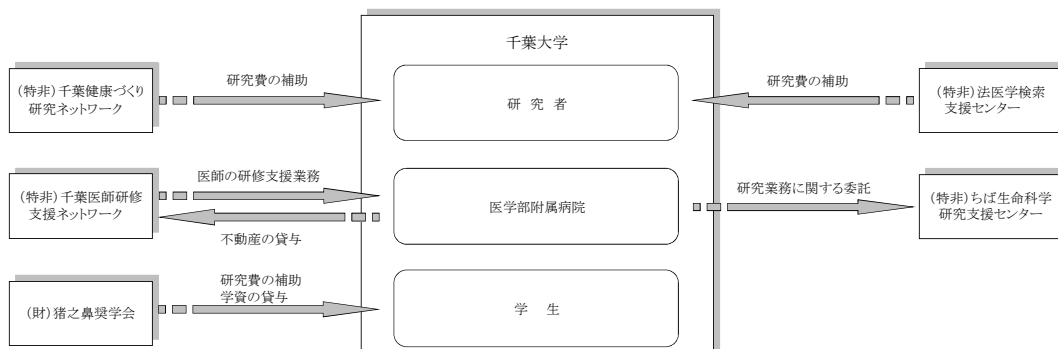 千葉大学
(特非)千葉健康づくり
研究ネットワーク
研究費の補助
研 究 者
研究費の補助
(特非)法医学検索
支援センター
(特非)千葉医師研修
支援ネットワーク
医師の研修支援業務
不動産の貸与
医学部附属病院
研究業務に関する委託
(特非)ちば生命科学
研究支援センター
(財)猪之鼻奨学会
研究費の補助
学資の貸与
学 生